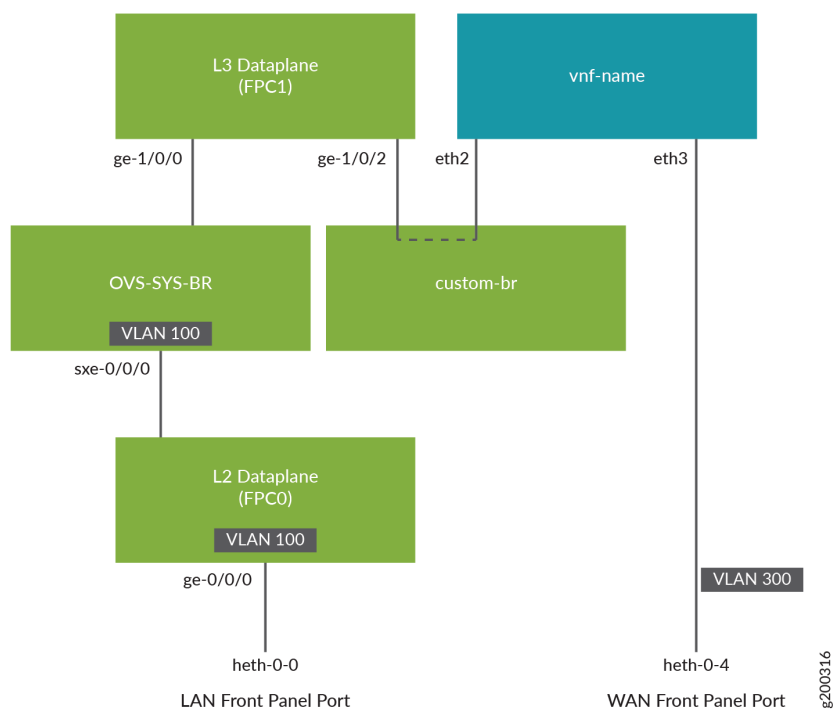 L3 Dataplane
(FPC1)
vnf-name
ge-1/0/0
ge-1/0/2
eth2
eth3
OVS-SYS-BR
custom-br
VLAN 100
sxe-0/0/0
L2 Dataplane
(FPC0)
VLAN 100
ge-0/0/0
VLAN 300
heth-0-0
heth-0-4
LAN Front Panel Port
WAN Front Panel Port
g200316